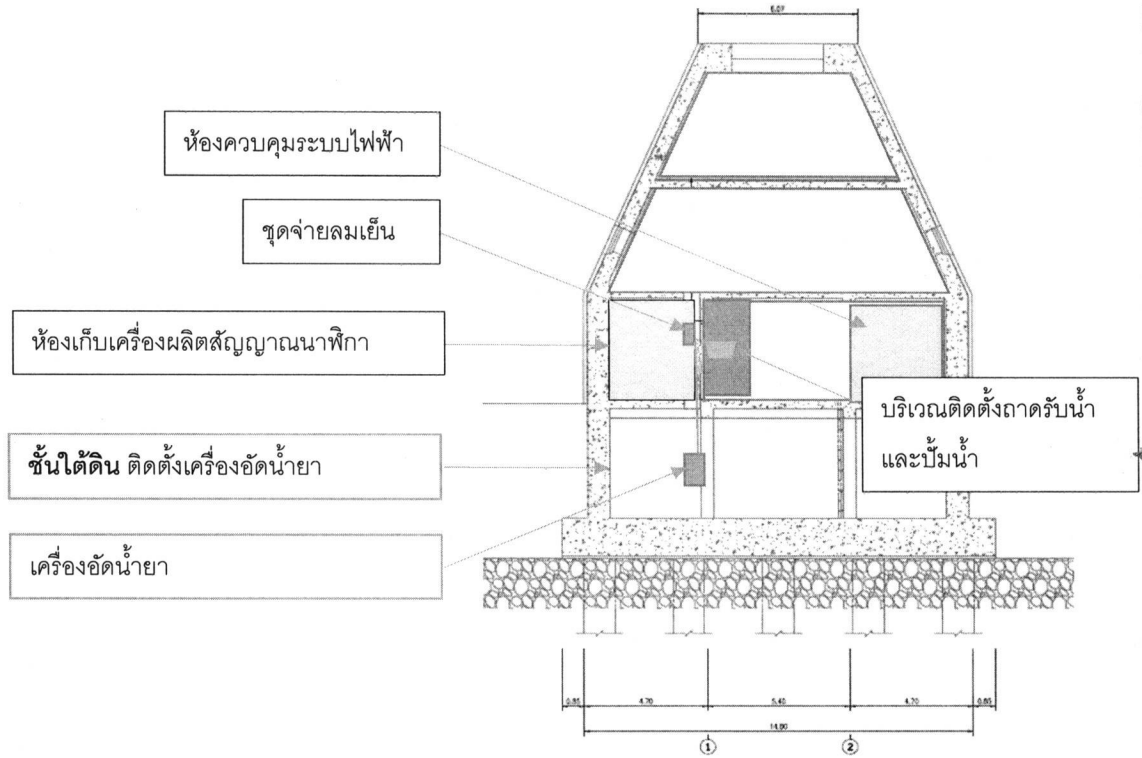 6.07
ห้องควบคุมระบบไฟฟ้า
ชุดจ่ายลมเย็น
ห้องเก็บเครื่องผลิตสัญญาณนาฬิกา
บริเวณติดตั้งถาดรับน้ำ
และปั้มน้ำ
ชั้นใต้ดิน ติดตั้งเครื่องอัดน้ำยา
เครื่องอัดน้ำยา
0.85 4.70 5.40 4.70 0.85
14.80
1 2